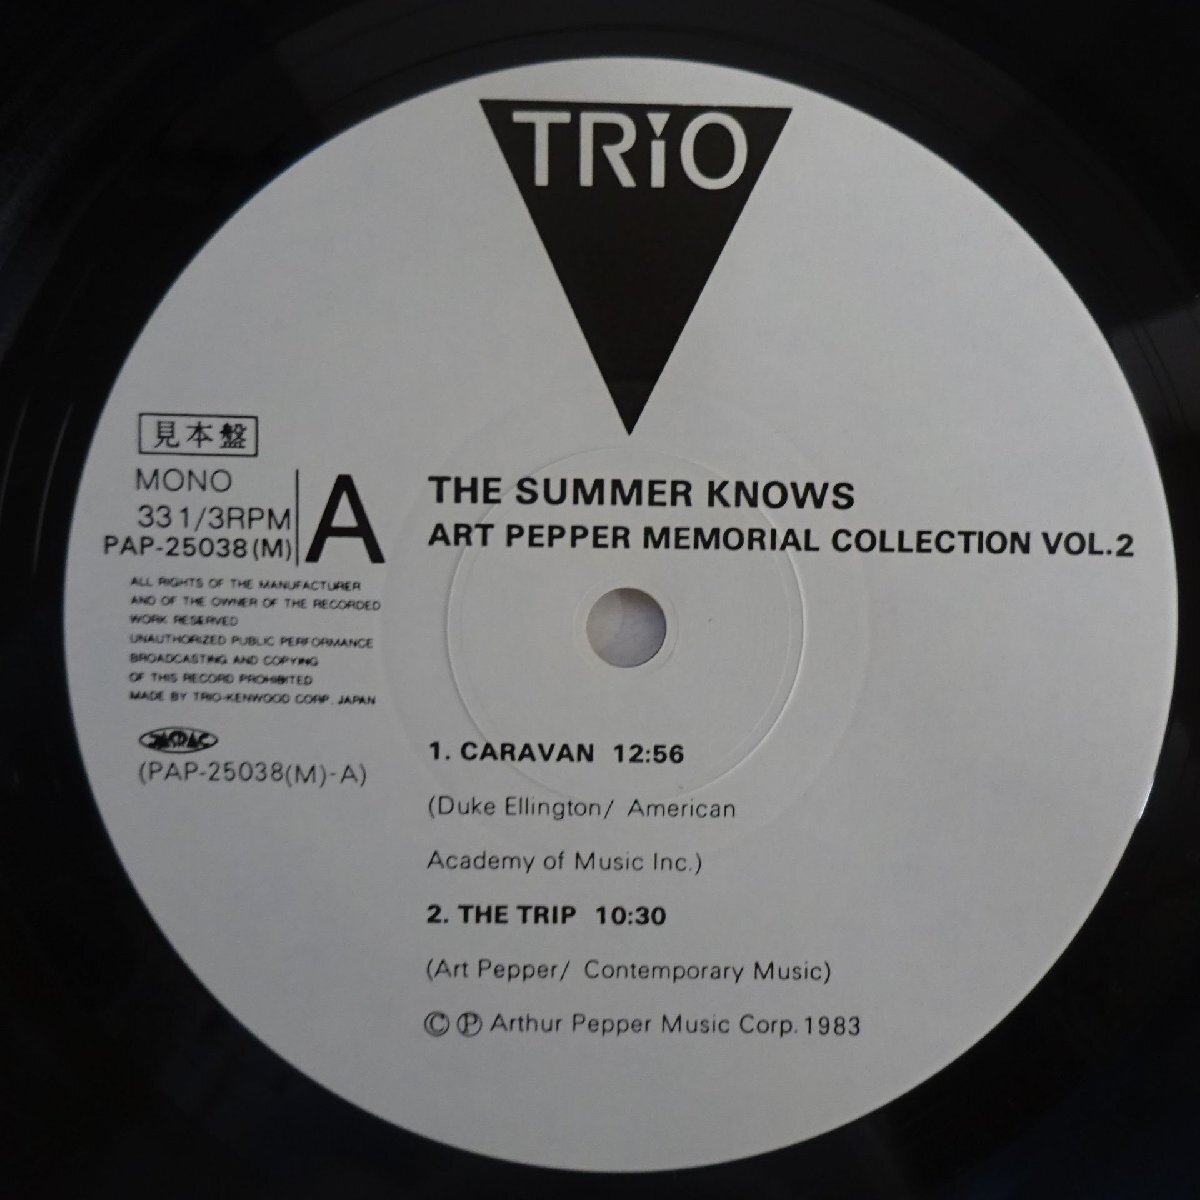 TRiO
見本盤
MONO
33 1/3RPM
PAP-25038(M)
A
THE SUMMER KNOWS
ART PEPPER MEMORIAL COLLECTION VOL.2
ALL RIGHTS OF THE MANUFACTURER
AND OF THE OWNER OF THE RECORDED
WORK RESERVED
UNAUTHORIZED PUBLIC PERFORMANCE
BROADCASTING AND COPYING
OF THIS RECORD PROHIBITED
MADE BY TRIO-KENWOOD CORP. JAPAN
JASRAC
(PAP-25038(M)-A)
1. CARAVAN 12:56
(Duke Ellington/ American
Academy of Music Inc.)
2. THE TRIP 10:30
(Art Pepper/ Contemporary Music)
Ⓒ Ⓟ Arthur Pepper Music Corp. 1983